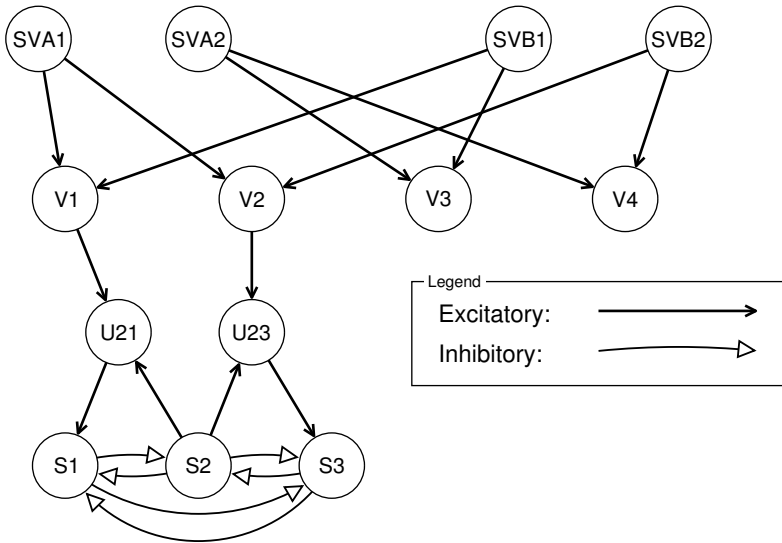 SVA1 SVA2 SVB1 SVB2
V1 V2 V3 V4
Legend
U21 U23
Excitatory:
Inhibitory:
S1 S2 S3